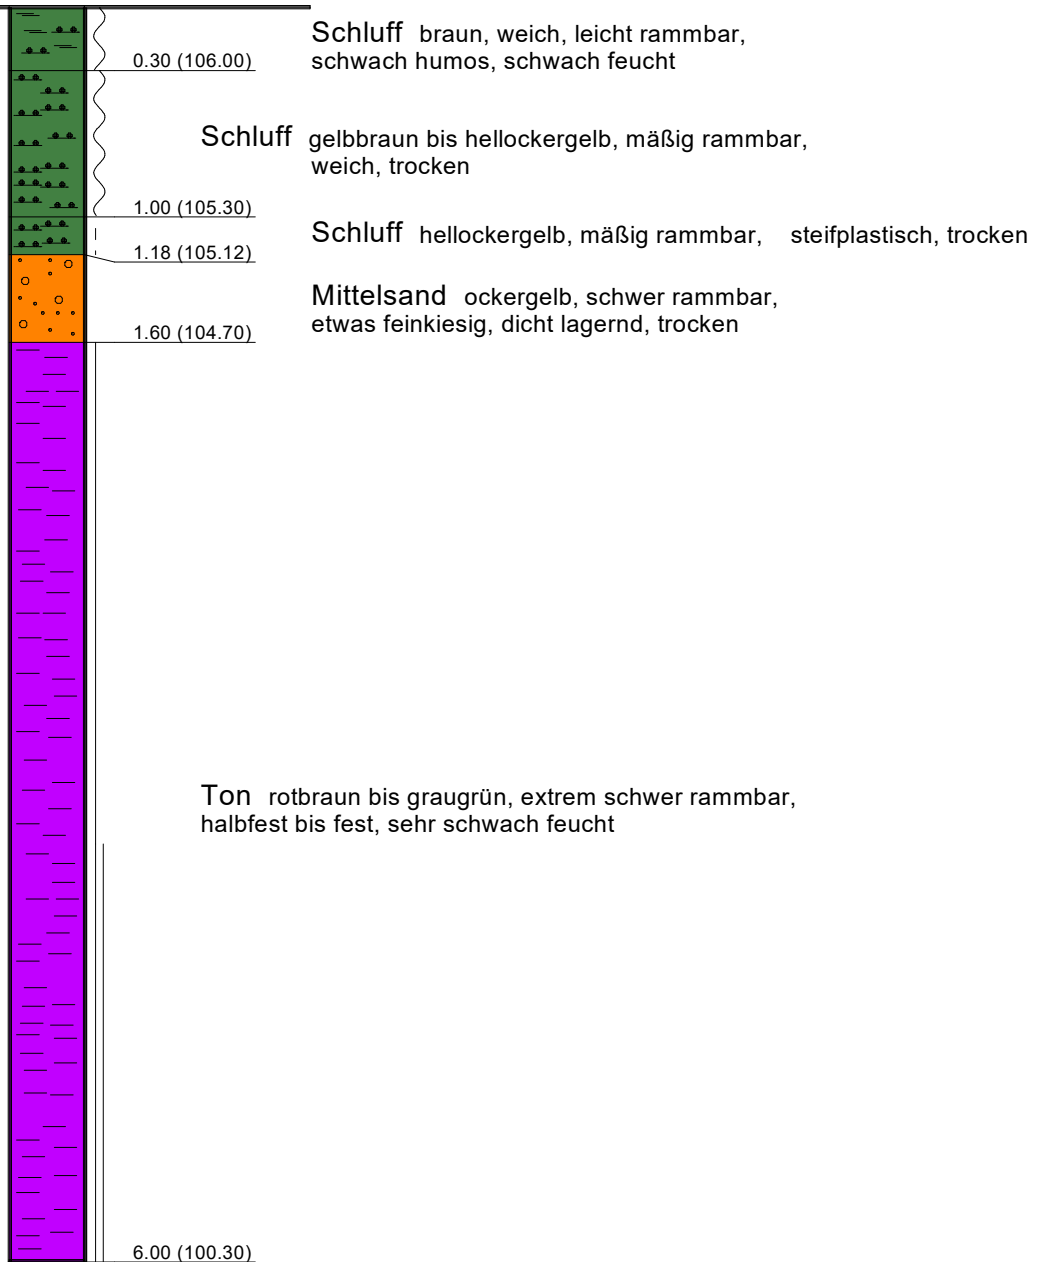 Schluff braun, weich, leicht rammbar,
schwach humos, schwach feucht
0.30 (106.00)
Schluff gelbbraun bis hellockergelb, mäßig rammbar,
weich, trocken
1.00 (105.30)
Schluff hellockergelb, mäßig rammbar, steifplastisch, trocken
1.18 (105.12)
Mittelsand ockergelb, schwer rammbar,
etwas feinkiesig, dicht lagernd, trocken
1.60 (104.70)
Ton rotbraun bis graugrün, extrem schwer rammbar,
halbfest bis fest, sehr schwach feucht
6.00 (100.30)